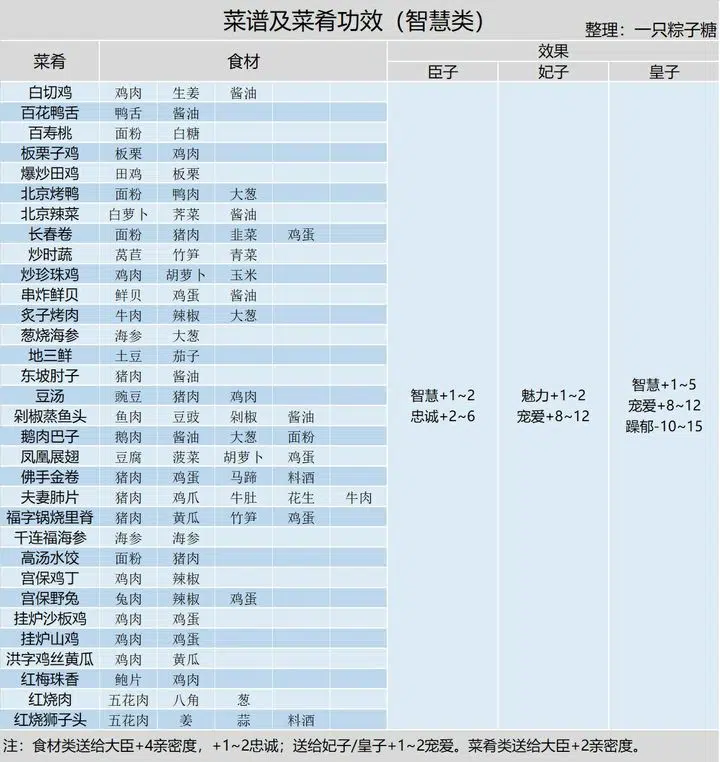 菜谱及菜肴功效（智慧类）
整理：一只粽子糖
菜肴 食材 效果
臣子 妃子 皇子
白切鸡 鸡肉 生姜 酱油
百花鸭舌 鸭舌 酱油
百寿桃 面粉 白糖
板栗子鸡 板栗 鸡肉
爆炒田鸡 田鸡 板栗
北京烤鸭 面粉 鸭肉 大葱
北京辣菜 白萝卜 荠菜 酱油
长春卷 面粉 猪肉 韭菜 鸡蛋
炒时蔬 莴苣 竹笋 青菜
炒珍珠鸡 鸡肉 胡萝卜 玉米
串炸鲜贝 鲜贝 鸡蛋 酱油
炙子烤肉 牛肉 辣椒 大葱
葱烧海参 海参 大葱
地三鲜 土豆 茄子
东坡肘子 猪肉 酱油
豆汤 豌豆 猪肉 鸡肉
剁椒蒸鱼头 鱼肉 豆豉 剁椒 酱油
鹅肉巴子 鹅肉 酱油 大葱 面粉
凤凰展翅 豆腐 菠菜 胡萝卜 鸡蛋
佛手金卷 猪肉 鸡蛋 马蹄 料酒
夫妻肺片 猪肉 鸡爪 牛肚 花生 牛肉
福字锅烧里脊 猪肉 黄瓜 竹笋 鸡蛋
千连福海参 海参 海参
高汤水饺 面粉 猪肉
宫保鸡丁 鸡肉 辣椒
宫保野兔 兔肉 辣椒 鸡蛋
挂炉沙板鸡 鸡肉 鸡蛋
挂炉山鸡 鸡肉 鸡蛋
洪字鸡丝黄瓜 鸡肉 黄瓜
红梅珠香 鲍片 鸡肉
红烧肉 五花肉 八角 葱
红烧狮子头 五花肉 姜 蒜 料酒
智慧+1~2
忠诚+2~6
魅力+1~2
宠爱+8~12
智慧+1~5
宠爱+8~12
躁郁-10~15
注：食材类送给大臣+4亲密度，+1~2忠诚；送给妃子/皇子+1~2宠爱。菜肴类送给大臣+2亲密度。